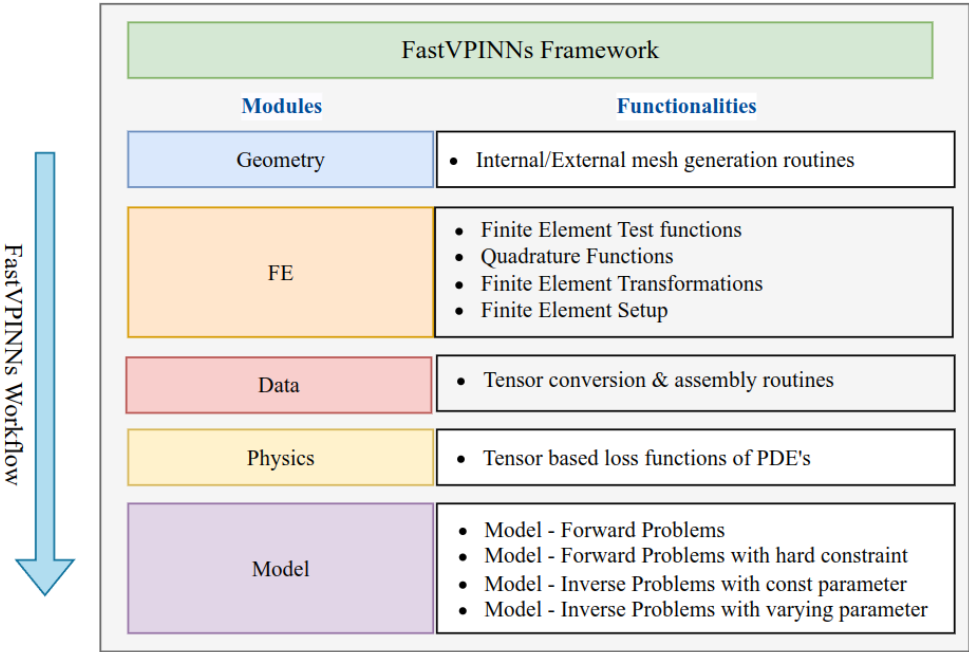 FastVPINNs Framework
Modules
Functionalities
Geometry
• Internal/External mesh generation routines
FE
• Finite Element Test functions
• Quadrature Functions
• Finite Element Transformations
• Finite Element Setup
Data
• Tensor conversion & assembly routines
Physics
• Tensor based loss functions of PDE's
Model
• Model - Forward Problems
• Model - Forward Problems with hard constraint
• Model - Inverse Problems with const parameter
• Model - Inverse Problems with varying parameter
FastVPINNs Workflow